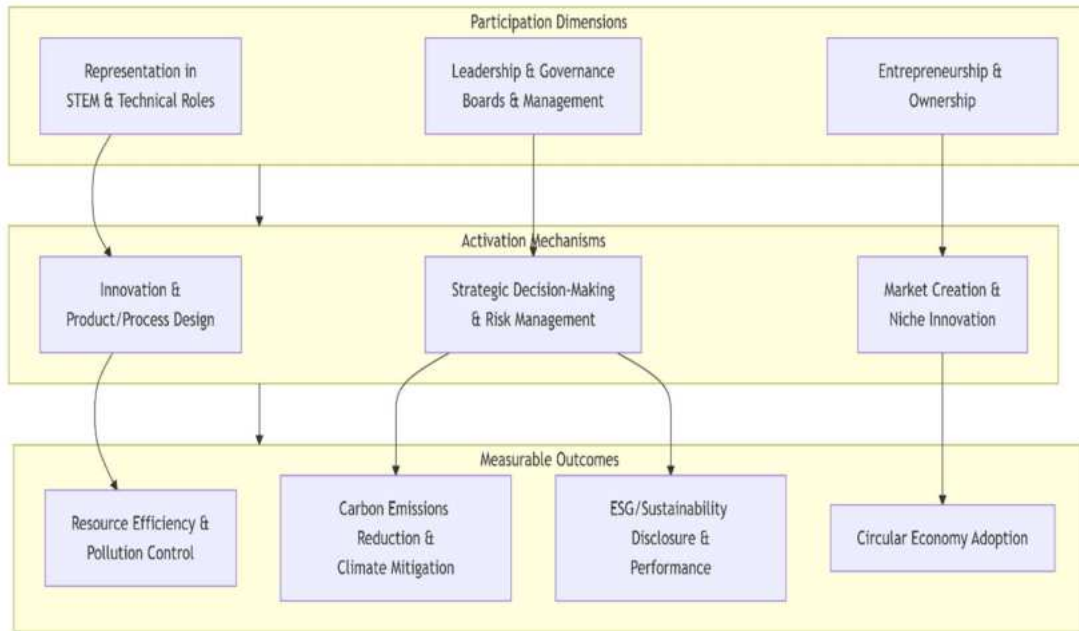 Participation Dimensions
Representation in
STEM & Technical Roles
Leadership & Governance
Boards & Management
Entrepreneurship &
Ownership
Activation Mechanisms
Innovation &
Product/Process Design
Strategic Decision-Making
& Risk Management
Market Creation &
Niche Innovation
Measurable Outcomes
Resource Efficiency &
Pollution Control
Carbon Emissions
Reduction &
Climate Mitigation
ESG/Sustainability
Disclosure &
Performance
Circular Economy Adoption